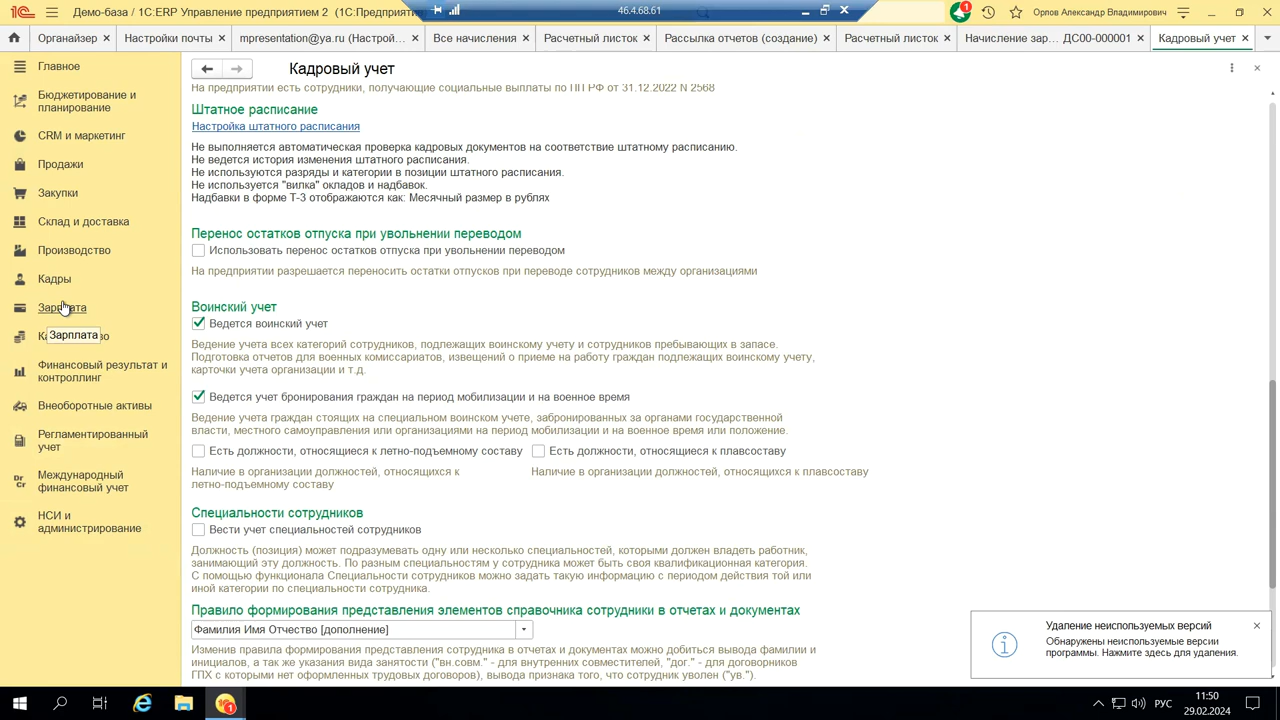 Демо-база / 1С:ERP Управление предприятием 2 (1С:Предприяти
46.4.68.61
1
Орлов Александр Владимирович
Органайзер
Настройки почты
mpresentation@ya.ru (Настрой...
Все начисления
Расчетный листок
Рассылка отчетов (создание)
Расчетный листок
Начисление зар... ДС00-000001
Кадровый учет
Главное
Бюджетирование и
планирование
CRM и маркетинг
Продажи
Закупки
Склад и доставка
Производство
Кадры
Зарплата
Зарплата
Финансовый результат и
контроллинг
Внеоборотные активы
Регламентированный
учет
Международный
финансовый учет
НСИ и
администрирование
Кадровый учет
На предприятии есть сотрудники, получающие социальные выплаты по ПП РФ от 31.12.2022 N 2568
Штатное расписание
Настройка штатного расписания
Не выполняется автоматическая проверка кадровых документов на соответствие штатному расписанию.
Не ведется история изменения штатного расписания.
Не используются разряды и категории в позиции штатного расписания.
Не используется "вилка" окладов и надбавок.
Надбавки в форме Т-3 отображаются как: Месячный размер в рублях
Перенос остатков отпуска при увольнении переводом
Использовать перенос остатков отпуска при увольнении переводом
На предприятии разрешается переносить остатки отпусков при переводе сотрудников между организациями
Воинский учет
Ведется воинский учет
Ведение учета всех категорий сотрудников, подлежащих воинскому учету и сотрудников пребывающих в запасе.
Подготовка отчетов для военных комиссариатов, извещений о приеме на работу граждан подлежащих воинскому учету,
карточки учета организации и т.д.
Ведется учет бронирования граждан на период мобилизации и на военное время
Ведение учета граждан стоящих на специальном воинском учете, забронированных за органами государственной
власти, местного самоуправления или организациями на период мобилизации и на военное время или положение.
Есть должности, относящиеся к летно-подъемному составу
Есть должности, относящиеся к плавсоставу
Наличие в организации должностей, относящихся к
летно-подъемному составу
Наличие в организации должностей, относящихся к плавсоставу
Специальности сотрудников
Вести учет специальностей сотрудников
Должность (позиция) может подразумевать одну или несколько специальностей, которыми должен владеть работник,
занимающий эту должность. По разным специальностям у сотрудника может быть своя квалификационная категория.
С помощью функционала Специальности сотрудников можно задать такую информацию с периодом действия той или
иной категории по специальности сотрудника.
Правило формирования представления элементов справочника сотрудники в отчетах и документах
Фамилия Имя Отчество [дополнение]
Изменив правила формирования представления сотрудника в отчетах и документах можно добиться вывода фамилии и
инициалов, а так же указания вида занятости ("вн.совм." - для внутренних совместителей, "дог." - для договорников
ГПХ с которыми нет оформленных трудовых договоров), вывода признака того, что сотрудник уволен ("ув.").
Удаление неиспользуемых версий
Обнаружены неиспользуемые версии
программы. Нажмите здесь для удаления.
РУС
11:50
29.02.2024